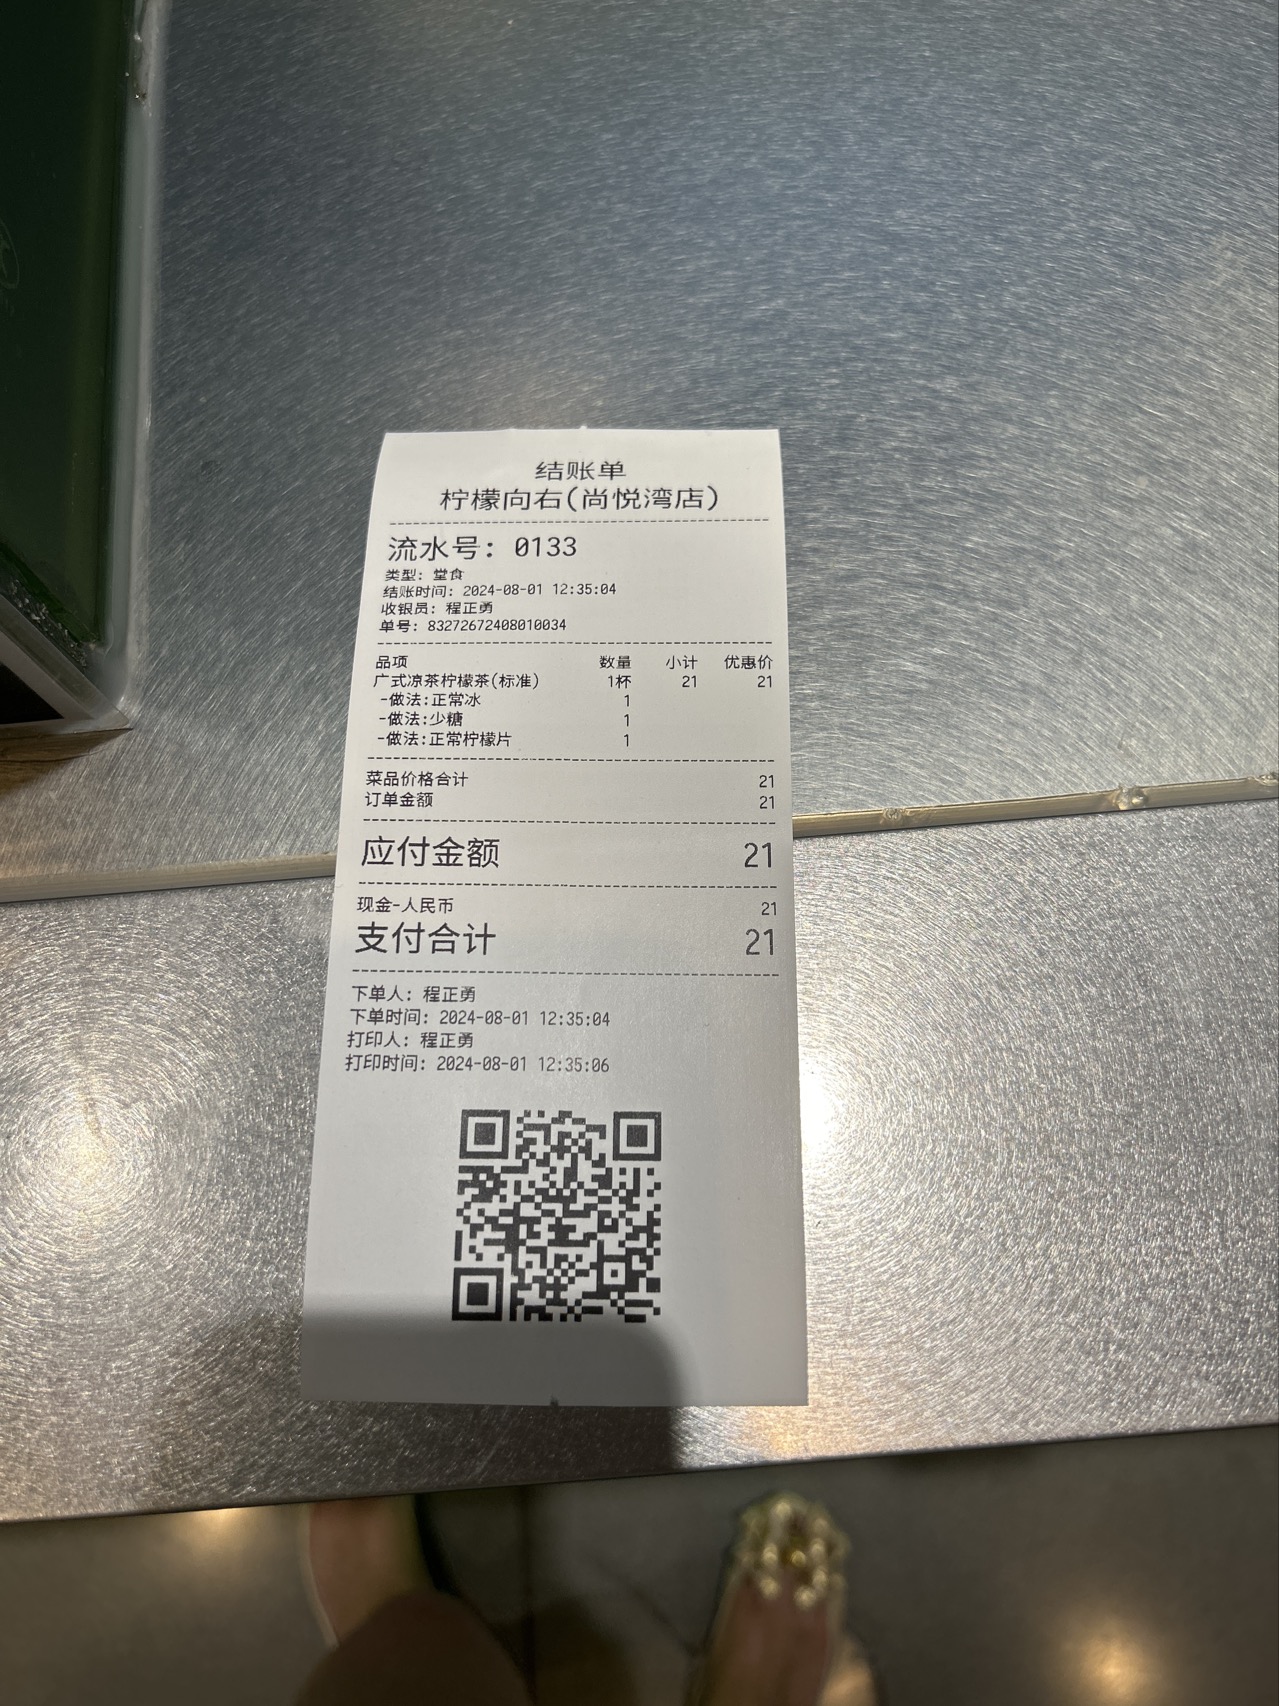 结账单
柠檬向右(尚悦湾店)
流水号: 0133
类型: 堂食
结账时间: 2024-08-01 12:35:04
收银员: 程正勇
单号: 83272672408010034
品项 数量 小计 优惠价
广式凉茶柠檬茶(标准) 1杯 21 21
-做法:正常冰 1
-做法:少糖 1
-做法:正常柠檬片 1
菜品价格合计 21
订单金额 21
应付金额 21
现金-人民币 21
支付合计 21
下单人: 程正勇
下单时间: 2024-08-01 12:35:04
打印人: 程正勇
打印时间: 2024-08-01 12:35:06